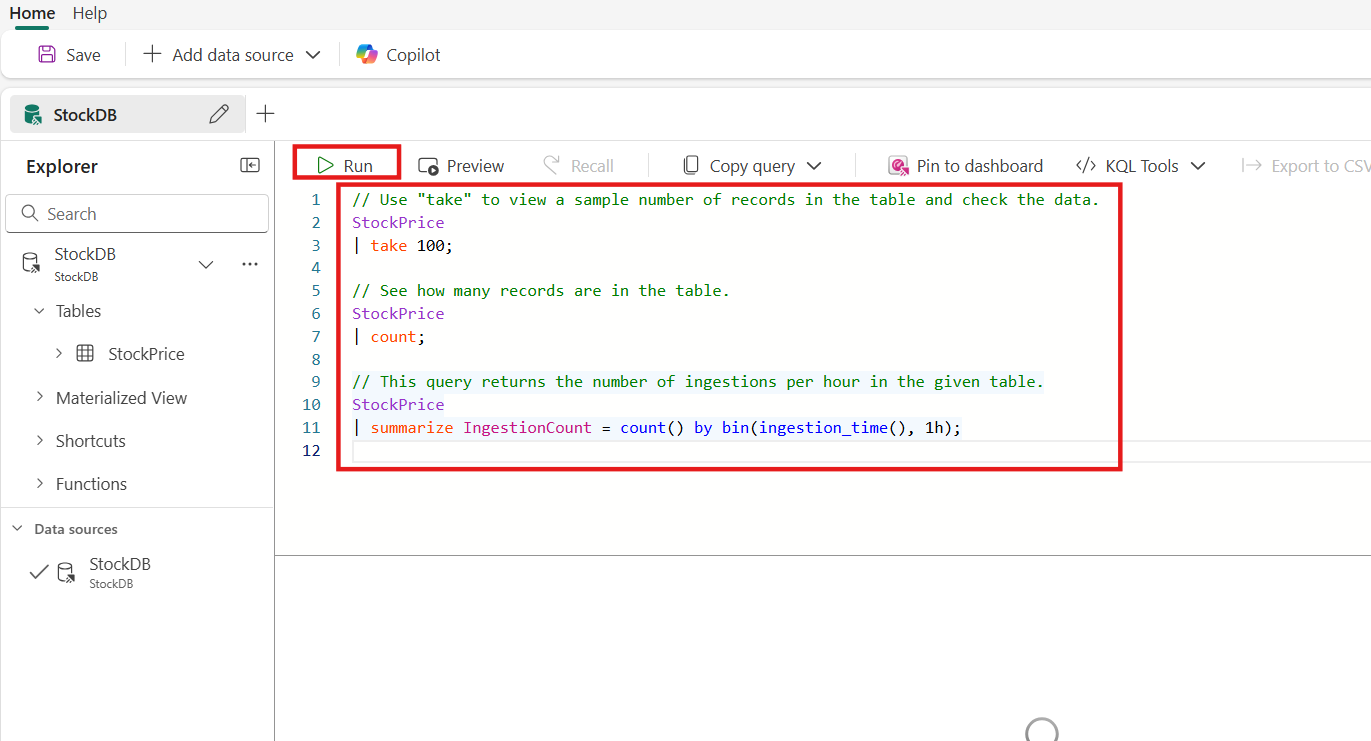 Home Help
Save Add data source Copilot
StockDB
Explorer
Run Preview Recall Copy query Pin to dashboard KQL Tools Export to CSV
Search
StockDB
StockDB
Tables
StockPrice
Materialized View
Shortcuts
Functions
Data sources
StockDB
StockDB
1 // Use "take" to view a sample number of records in the table and check the data.
2 StockPrice
3 | take 100;
4
5 // See how many records are in the table.
6 StockPrice
7 | count;
8
9 // This query returns the number of ingestions per hour in the given table.
10 StockPrice
11 | summarize IngestionCount = count() by bin(ingestion_time(), 1h);
12